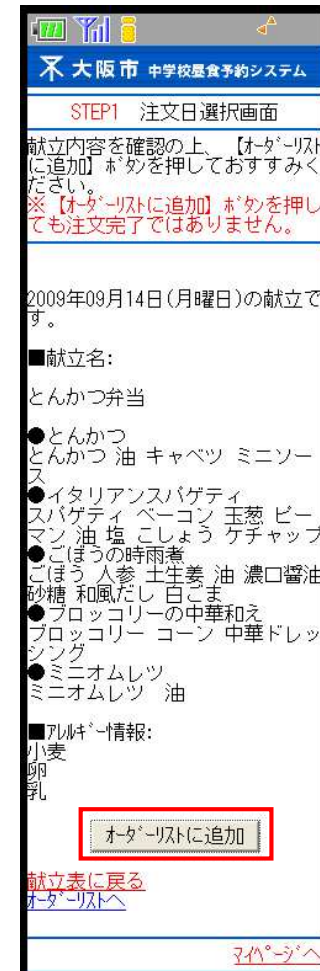 大阪市 中学校昼食予約システム
STEP1 注文日選択画面
献立内容を確認の上、【ｵｰﾀﾞｰﾘｽﾄ
に追加】ﾎﾞﾀﾝを押しておすすみく
ださい。
※【ｵｰﾀﾞｰﾘｽﾄに追加】ﾎﾞﾀﾝを押し
ても注文完了ではありません。
2009年09月14日(月曜日)の献立で
す。
■献立名:
とんかつ弁当
●とんかつ
とんかつ 油 キャベツ ミニソー
ス
●イタリアンスパゲティ
スパゲティ ベーコン 玉葱 ピー
マン 油 塩 こしょう ケチャップ
●ごぼうの時雨煮
ごぼう 人参 土生姜 油 濃口醤油
砂糖 和風だし 白ごま
●ブロッコリーの中華和え
ブロッコリー コーン 中華ドレッ
シング
●ミニオムレツ
ミニオムレツ 油
■ｱﾚﾙｷﾞｰ情報:
小麦
卵
乳
ｵｰﾀﾞｰﾘｽﾄに追加
献立表に戻る
ｵｰﾀﾞｰﾘｽﾄへ
ﾏｲﾍﾟｰｼﾞへ